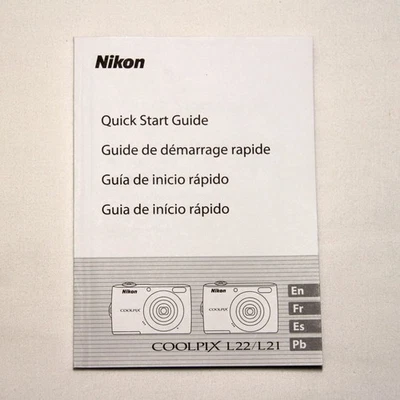 Nikon
Quick Start Guide
Guide de démarrage rapide
Guía de inicio rápido
Guia de início rápido
En
Fr
Es
Pb
Nikon
COOLPIX
Nikon
COOLPIX
COOLPIX L22/L21